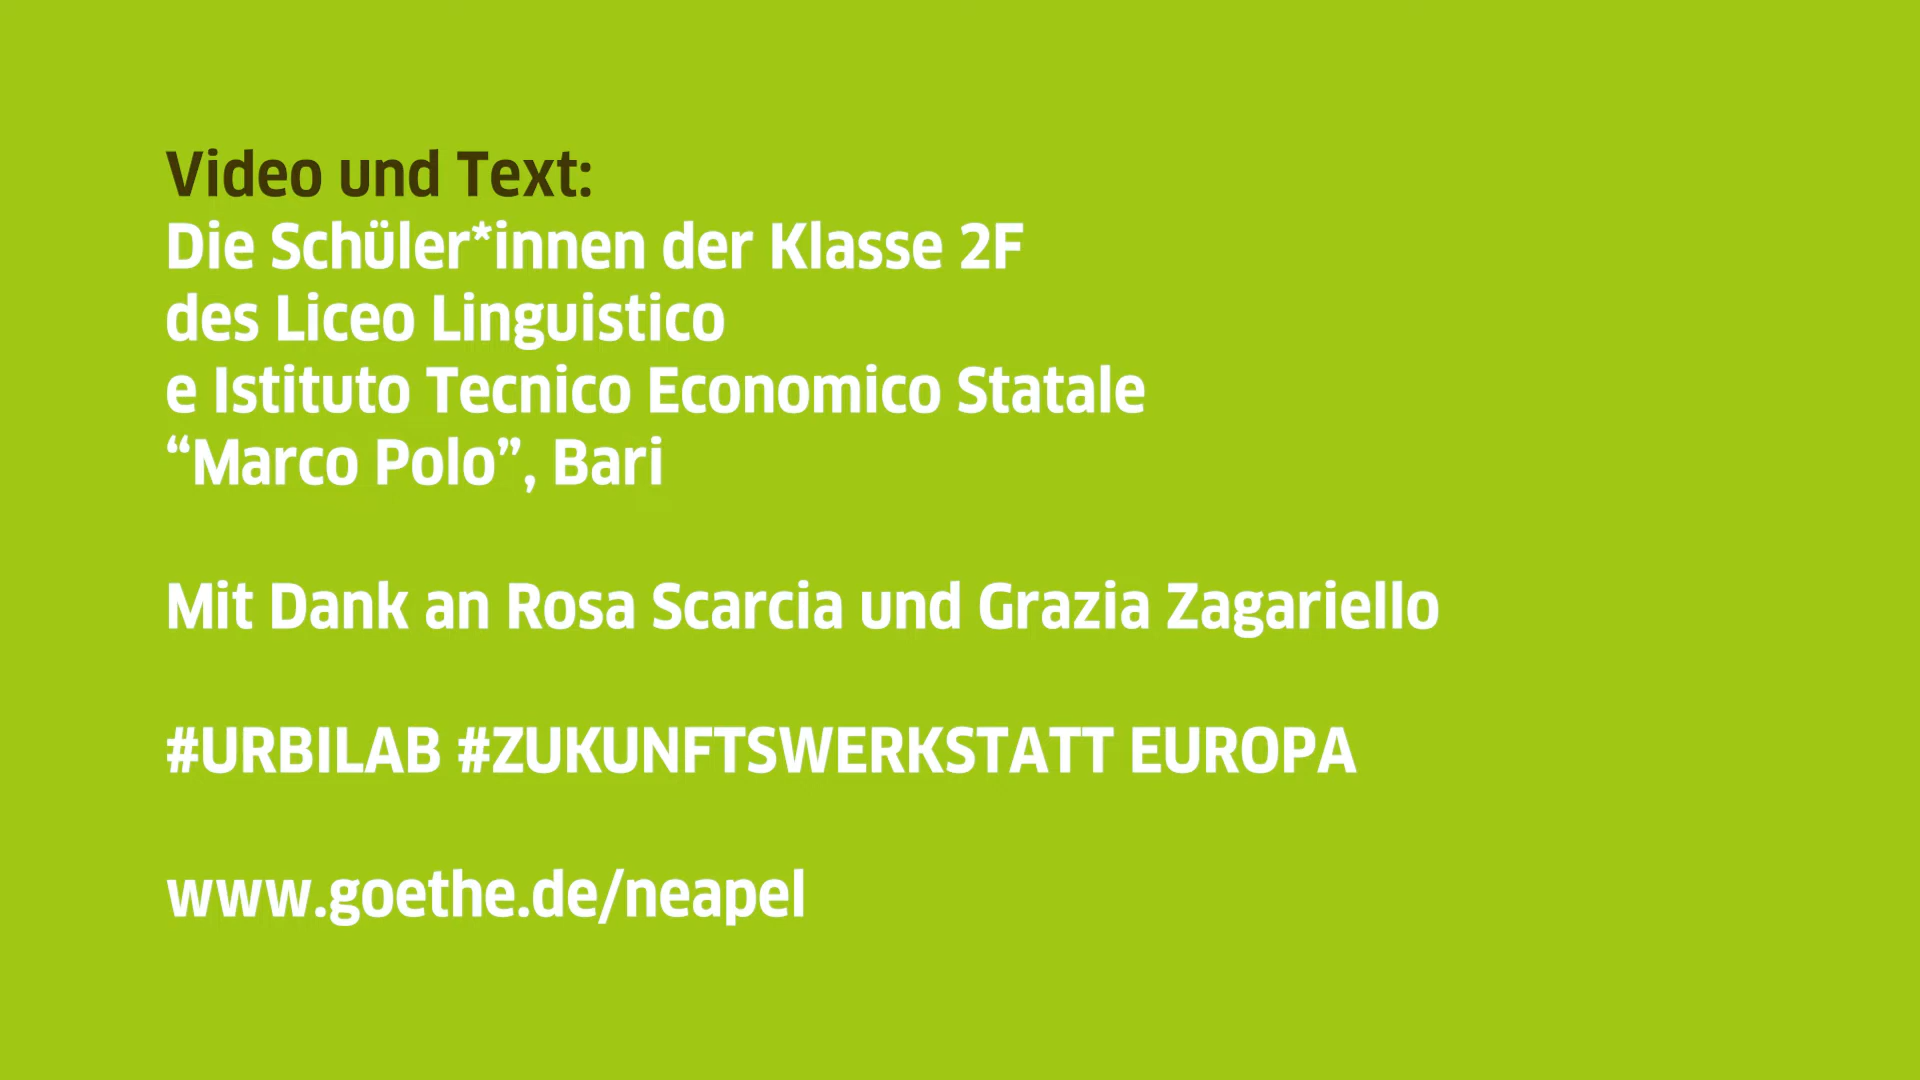 Video und Text:
Die Schüler*innen der Klasse 2F
des Liceo Linguistico
e Istituto Tecnico Economico Statale
“Marco Polo”, Bari
Mit Dank an Rosa Scarcia und Grazia Zagariello
#URBILAB #ZUKUNFTSWERKSTATT EUROPA
www.goethe.de/neapel